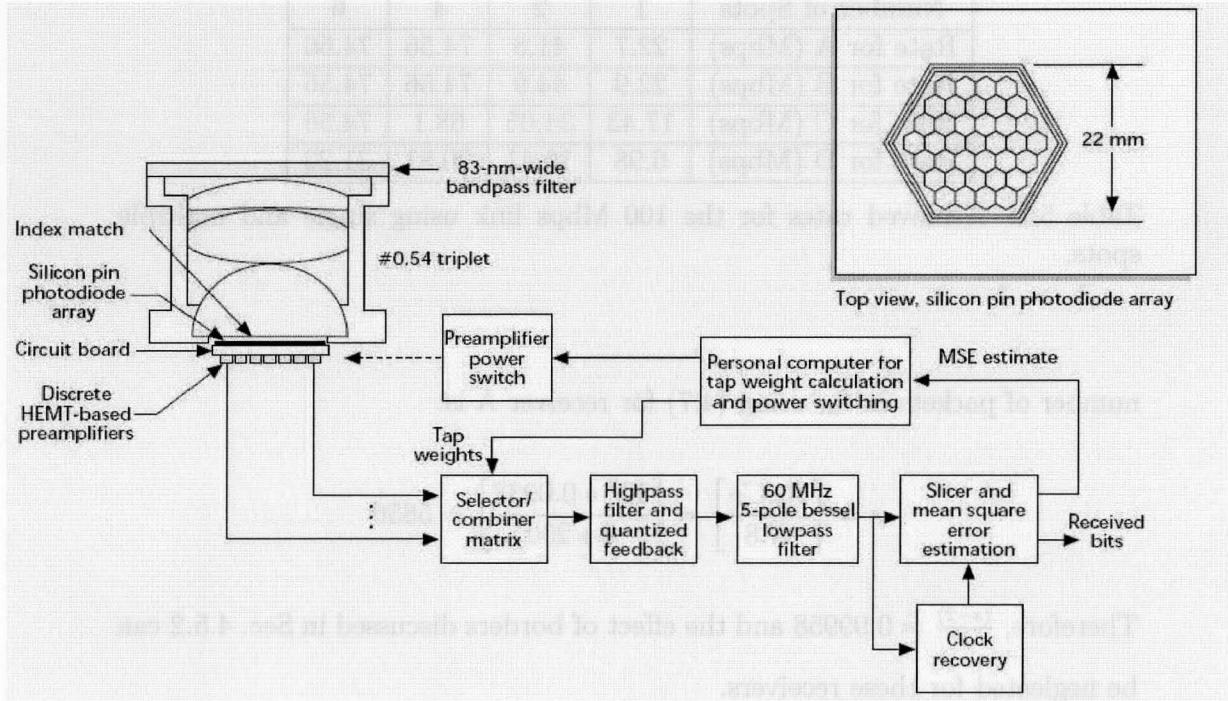 83-nm-wide
bandpass filter
Index match
#0.54 triplet
Silicon pin
photodiode
array
Circuit board
Discrete
HEMT-based
preamplifiers
22 mm
Top view, silicon pin photodiode array
Preamplifier
power
switch
Personal computer for
tap weight calculation
and power switching
MSE estimate
Tap
weights
Selector/
combiner
matrix
Highpass
filter and
quantized
feedback
60 MHz
5-pole bessel
lowpass
filter
Slicer and
mean square
error
estimation
Received
bits
Clock
recovery